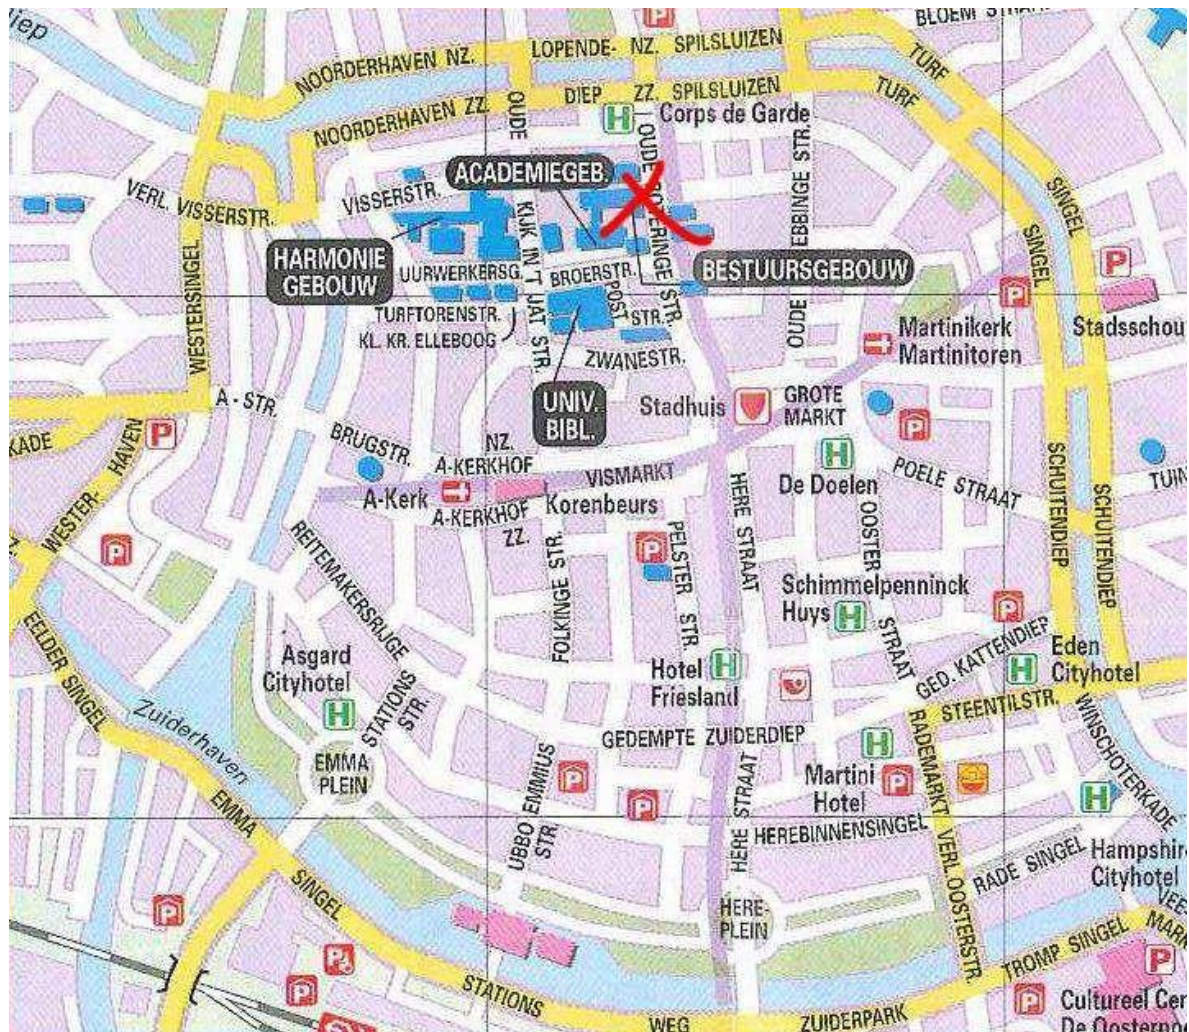 Diep
BLOEM STRAAT
LOPENDE-
NZ.
SPILSLUIZEN
NOORDERHAVEN NZ.
TURF
DIEP
ZZ.
SPILSLUIZEN
TURF
NOORDERHAVEN ZZ.
OUDE
H
Corps de Garde
P
SINGEL
SINGEL
ACADEMIEGEB.
OUDE BOTERINGE STR.
OUDE EBBINGE STR.
VISSERSTR.
VERL. VISSERSTR.
HARMONIE
GEBOUW
KIJK IN 'T JAT STR.
UURWERKERSG.
BROERSTR.
BESTUURSGEBOUW
P
P
POST
STR.
TURFTORENSTR.
KL. KR. ELLEBOOG
WESTERSINGEL
ZWANESTR.
Martinikerk
Martinitoren
Stadsschou
UNIV.
BIBL.
Stadhuis
GROTE
MARKT
A - STR.
KADE
WESTER-
HAVEN
P
BRUGSTR.
NZ.
A-KERKHOF
VISMARKT
H
De Doelen
P
POELE STRAAT
SCHUITENDIEP
SCHUITENDIEP
TUIN
A-Kerk
A-KERKHOF
ZZ.
Korenbeurs
HERE STRAAT
OOSTER
STRAAT
P
REITEMAKERSRIJGE
FOLKINGE STR.
P
PELSTER STR.
Schimmelpenninck
Huys
H
P
EELDER SINGEL
Asgard
Cityhotel
H
STATIONS
STR.
Hotel
Friesland
H
GED. KATTENDIEP
H
Eden
Cityhotel
STEENTILSTR.
Zuiderhaven
EMMA
PLEIN
GEDEMPTE ZUIDERDIEP
RADEMARKT
WINSCHOTERKADE
H
Martini
Hotel
P
H
P
P
EMMA
SINGEL
UBBO EMMIUS
STR.
HERE STRAAT
HEREBINNENSINGEL
VERL. OOSTERSTR.
RADE SINGEL
Hampshire
Cityhotel
P
HERE-
PLEIN
TROMP SINGEL
MARK
P
P
P
STATIONS
WEG
ZUIDERPARK
P
Cultureel Cen
De Oosterpo